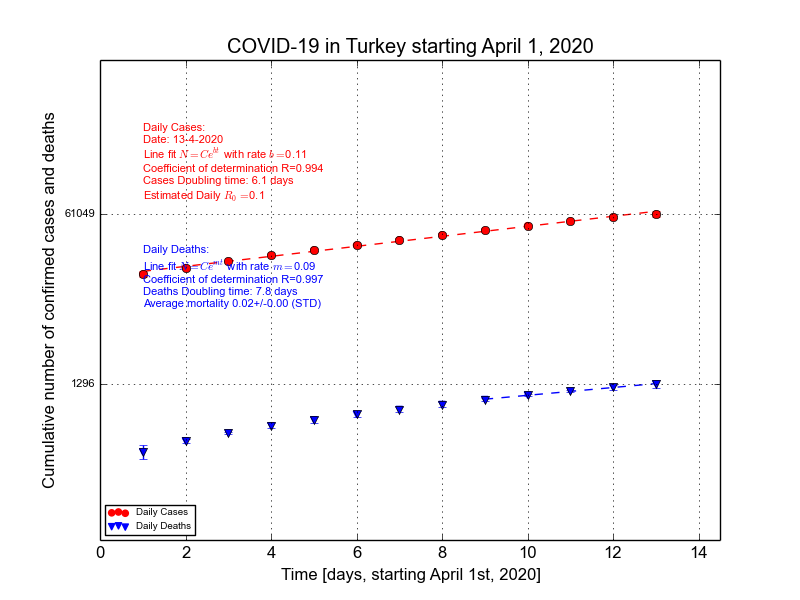 COVID-19 in Turkey starting April 1, 2020
Cumulative number of confirmed cases and deaths
Daily Cases:
Date: 13-4-2020
Line fit N=Ce^{bt} with rate b=0.11
Coefficient of determination R=0.994
Cases Doubling time: 6.1 days
Estimated Daily R_0 =0.1
61049
Daily Deaths:
Line fit N=Ce^{mt} with rate m=0.09
Coefficient of determination R=0.997
Deaths Doubling time: 7.8 days
Average mortality 0.02+/-0.00 (STD)
1296
Daily Cases
Daily Deaths
0 2 4 6 8 10 12 14
Time [days, starting April 1st, 2020]